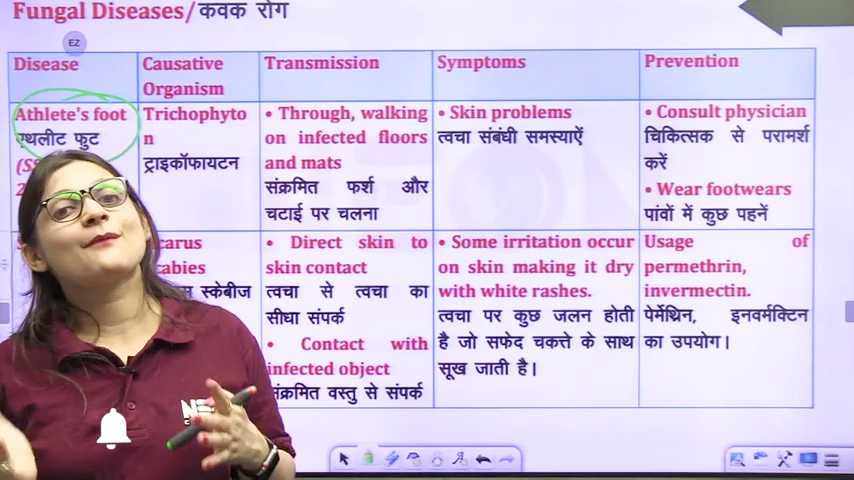 Fungal Diseases/कवक रोग
EZ
Disease
Causative
Organism
Transmission
Symptoms
Prevention
Athlete's foot
एथलीट फुट
Trichophyto
n
ट्राइकॉफायटन
• Through, walking
on infected floors
and mats
संक्रमित फर्श और
चटाई पर चलना
• Skin problems
त्वचा संबंधी समस्याऐं
• Consult physician
चिकित्सक से परामर्श
करें
• Wear footwears
पांवों में कुछ पहनें
स्केबीज
• Direct skin to
skin contact
त्वचा से त्वचा का
सीधा संपर्क
• Contact with
infected object
संक्रमित वस्तु से संपर्क
• Some irritation occur
on skin making it dry
with white rashes.
त्वचा पर कुछ जलन होती
है जो सफेद चकत्ते के साथ
सूख जाती है।
Usage of
permethrin,
invermectin.
पेर्मेथ्रिन, इनवर्मक्टिन
का उपयोग।